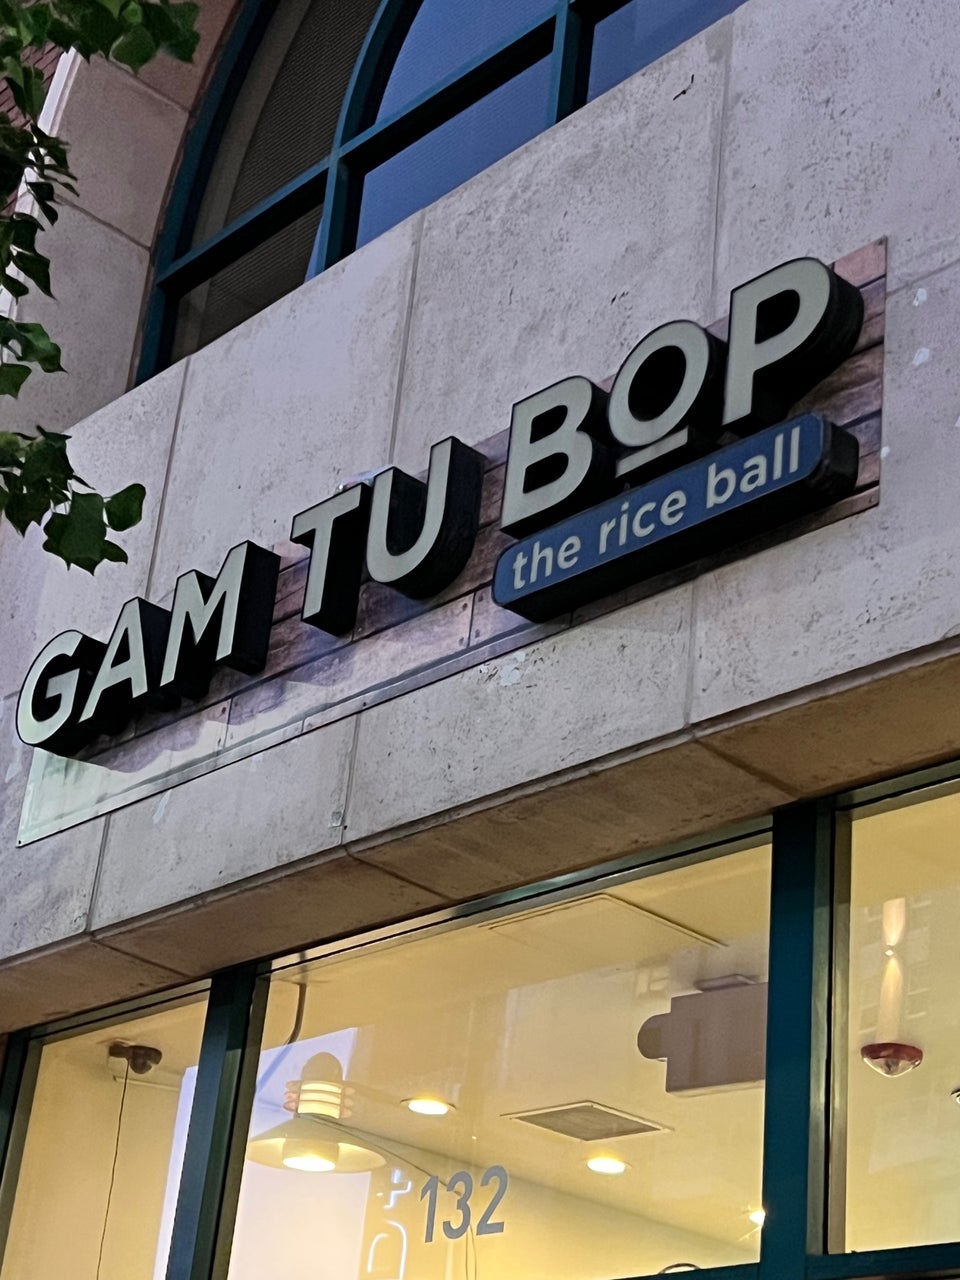 GAM TU BOP
the rice ball
132